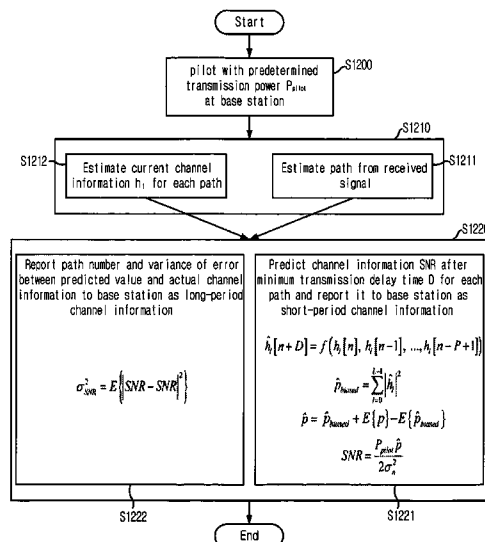 Start
S1200
pilot with predetermined
transmission power P_pilot
at base station
S1210
S1212
Estimate current channel
information h_l for each path
S1211
Estimate path from received
signal
S1220
Report path number and variance of error
between predicted value and actual channel
information to base station as long-period
channel information
σ²_SNR = E{|SNR − SNR|²}
S1222
Predict channel information SNR after
minimum transmission delay time D for each
path and report it to base station as
short-period channel information
ĥ_l[n+D] = f(h_l[n], h_l[n−1], ..., h_l[n−P+1])
p̂_biased = Σ_{l=0}^{L−1} |ĥ_l|²
p̂ = p̂_biased + E{p} − E{p̂_biased}
SNR = P_pilot p̂ / 2σ_n²
S1221
End